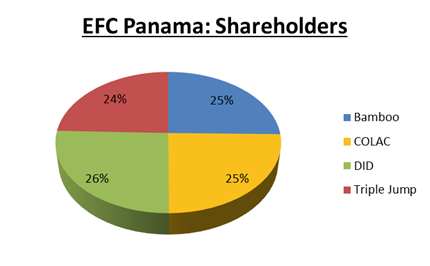 EFC Panama: Shareholders
24%
25%
26%
25%
Bamboo
COLAC
DID
Triple Jump